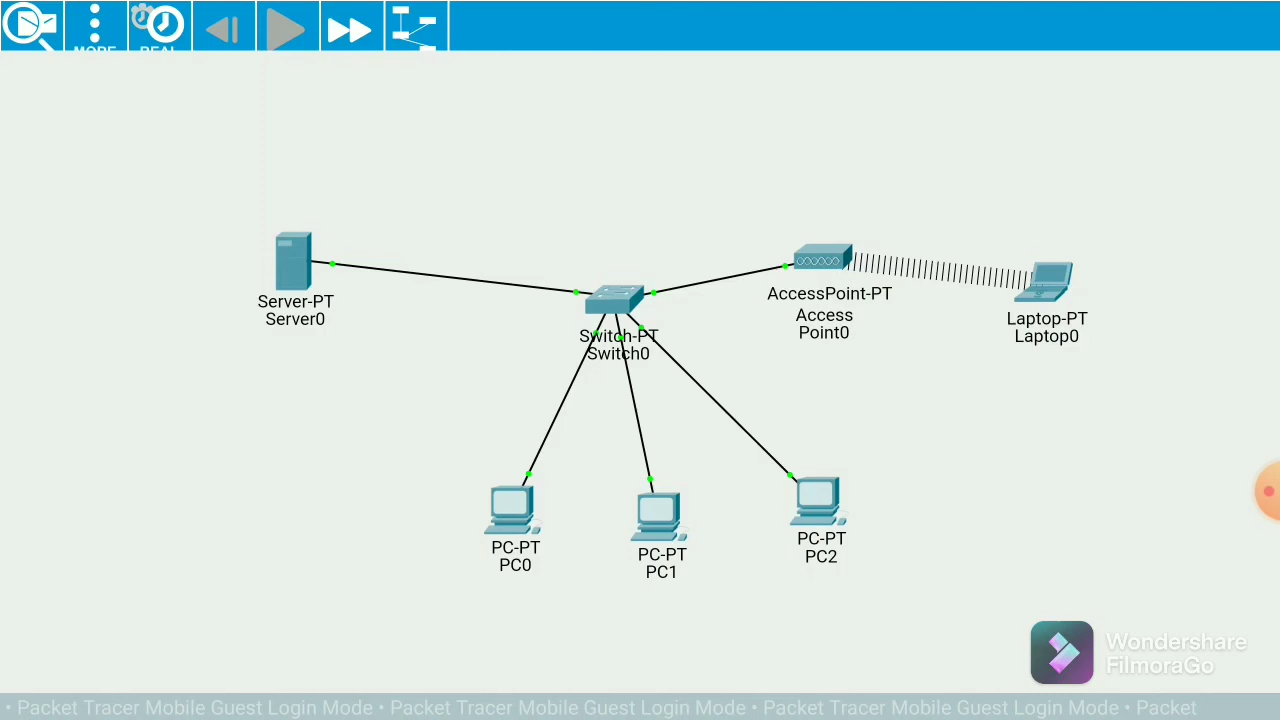 MORE
REAL
Server-PT
Server0
Switch-PT
Switch0
AccessPoint-PT
Access
Point0
Laptop-PT
Laptop0
PC-PT
PC0
PC-PT
PC1
PC-PT
PC2
Wondershare
FilmoraGo
• Packet Tracer Mobile Guest Login Mode • Packet Tracer Mobile Guest Login Mode • Packet Tracer Mobile Guest Login Mode • Packet